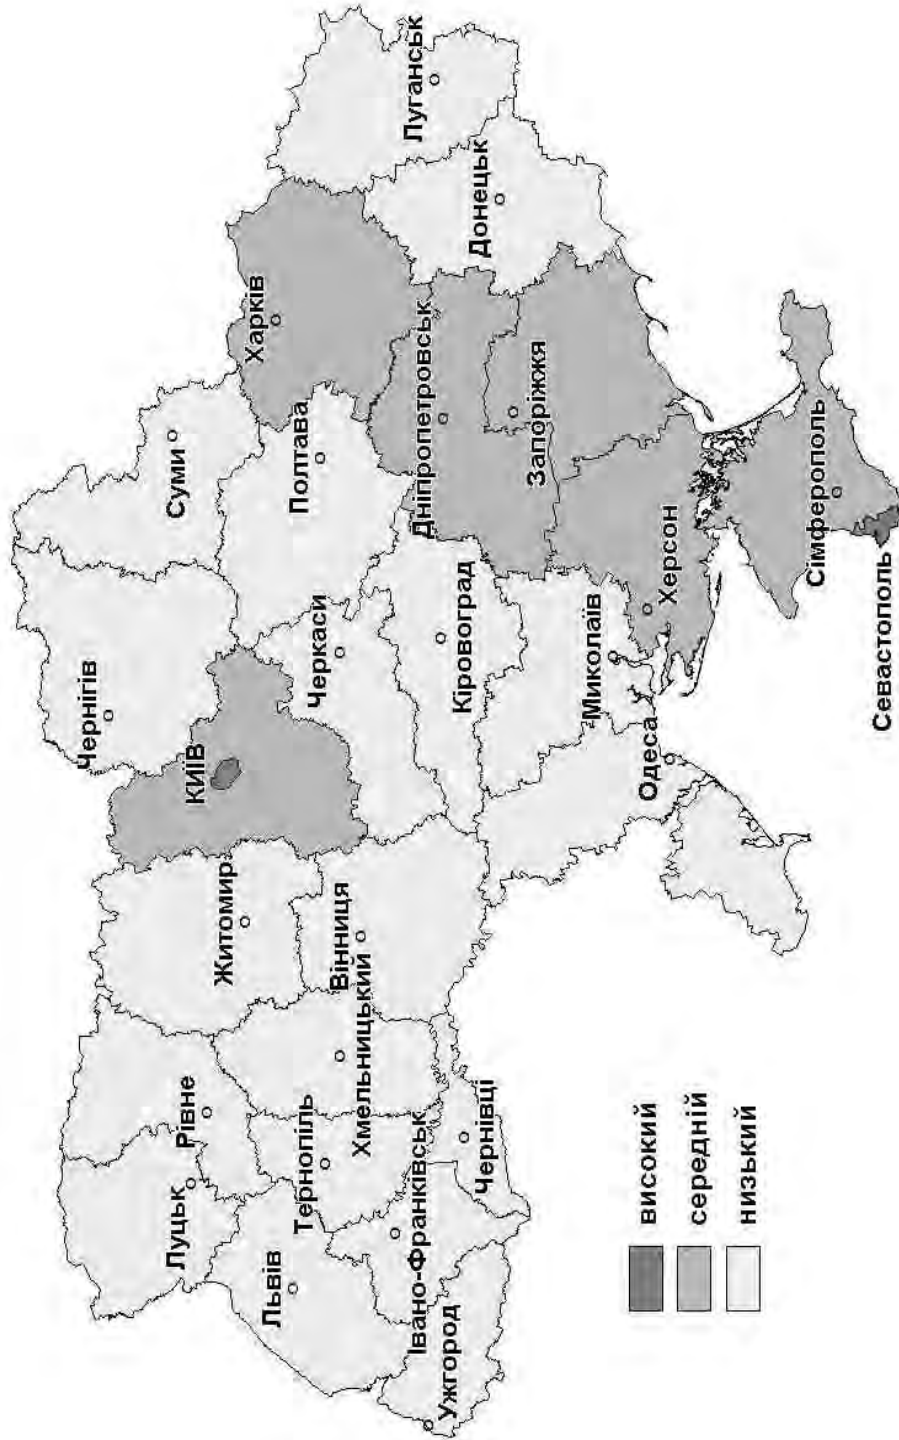 Луцьк
Рівне
Львів
Тернопіль
Хмельницький
Івано-Франківськ
Ужгород
Чернівці
Житомир
Вінниця
КИЇВ
Чернігів
Суми
Черкаси
Полтава
Харків
Кіровоград
Дніпропетровськ
Луганськ
Донецьк
Запоріжжя
Миколаїв
Одеса
Херсон
Сімферополь
Севастополь
високий
середній
низький